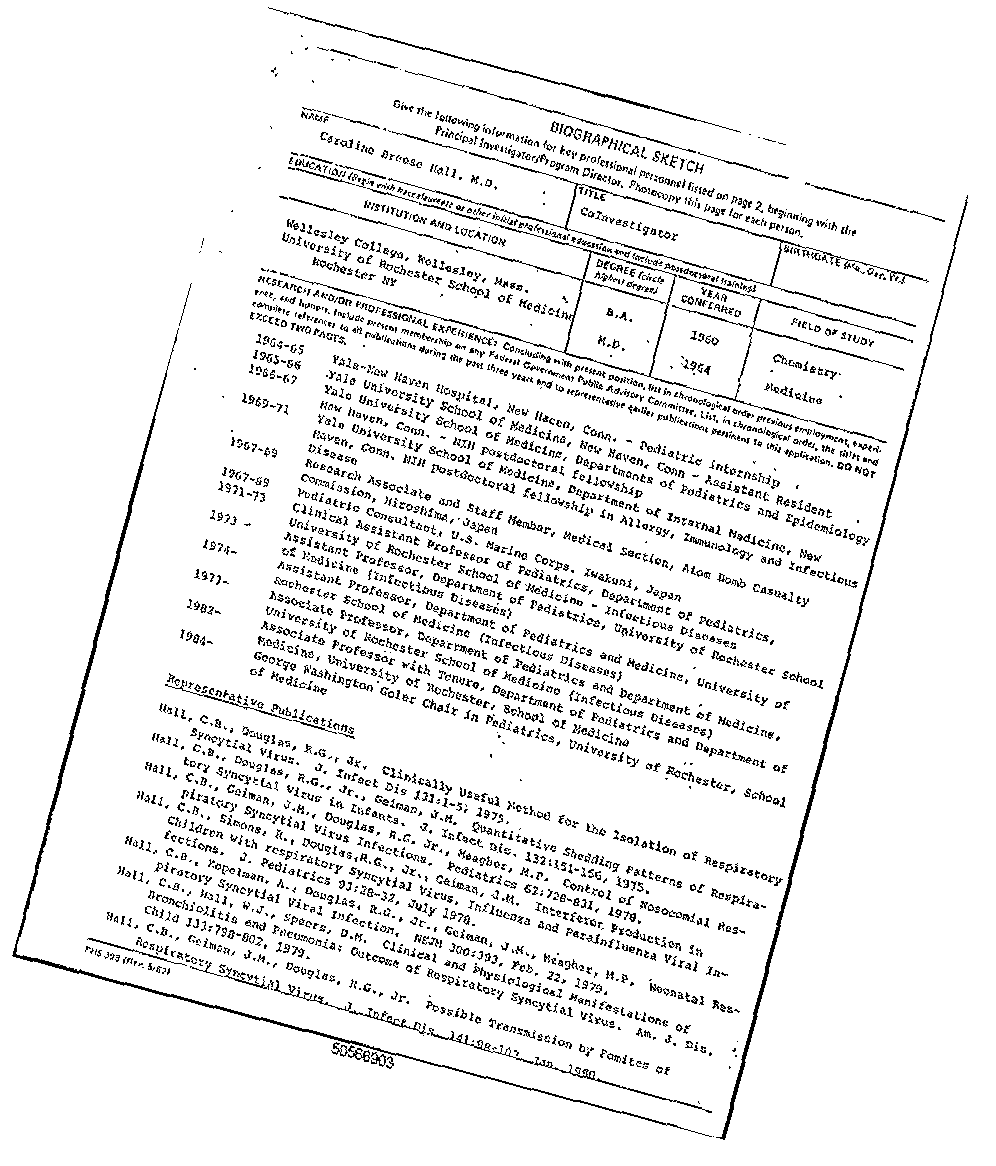 BIOGRAPHICAL SKETCH
Give the following information for key professional personnel listed on page 2, beginning with the
Principal Investigator/Program Director. Photocopy this page for each person.
NAME
TITLE
BIRTHDATE (Mo., Day, Yr.)
Caroline Breese Hall, M.D.
CoInvestigator
EDUCATION (Begin with baccalaureate or other initial professional education and include postdoctoral training)
INSTITUTION AND LOCATION
DEGREE (circle
highest degree)
YEAR
CONFERRED
FIELD OF STUDY
Wellesley College, Wellesley, Mass.
B.A.
1960
Chemistry
University of Rochester School of Medicine
Rochester NY
M.D.
1964
Medicine
RESEARCH AND/OR PROFESSIONAL EXPERIENCE: Concluding with present position, list in chronological order previous employment, experi-
ence, and honors. Include present membership on any Federal Government Public Advisory Committee. List, in chronological order, the titles and
complete references to all publications during the past three years and to representative earlier publications pertinent to this application. DO NOT
EXCEED TWO PAGES.
1964-65 Yale-New Haven Hospital, New Haven, Conn. - Pediatric internship
1965-66 Yale University School of Medicine, New Haven, Conn - Assistant Resident
1966-67 Yale University School of Medicine, Departments of Pediatrics and Epidemiology
New Haven, Conn. - NIH postdoctoral fellowship
1969-71 Yale University School of Medicine, Department of Internal Medicine, New
Haven, Conn. NIH postdoctoral fellowship in Allergy, Immunology and Infectious
Disease
1967-69 Research Associate and Staff Member, Medical Section, Atom Bomb Casualty
Commission, Hiroshima, Japan
1967-69 Pediatric Consultant, U.S. Marine Corps. Iwakuni, Japan
1971-73 Clinical Assistant Professor of Pediatrics, Department of Pediatrics,
University of Rochester School of Medicine - Infectious Diseases
1973 - Assistant Professor, Department of Pediatrics, University of Rochester School
of Medicine (Infectious Diseases)
1974- Assistant Professor, Department of Pediatrics and Medicine, University of
Rochester School of Medicine (Infectious Diseases)
1977- Associate Professor, Department of Pediatrics and Department of Medicine,
University of Rochester School of Medicine (Infectious Diseases)
1982- Associate Professor with Tenure, Department of Pediatrics and Department of
Medicine, University of Rochester, School of Medicine
1984- George Washington Goler Chair in Pediatrics, University of Rochester, School
of Medicine
Representative Publications
Hall, C.B., Douglas, R.G., Jr. Clinically Useful Method for the Isolation of Respiratory
Syncytial Virus. J. Infect Dis 131:1-5, 1975.
Hall, C.B., Douglas, R.G., Jr., Geiman, J.M. Quantitative Shedding Patterns of Respira-
tory Syncytial Virus in Infants. J. Infect Dis. 132:151-156, 1975.
Hall, C.B., Geiman, J.M., Douglas, R.G. Jr., Meagher, M.P. Control of Nosocomial Res-
piratory Syncytial Virus Infections. Pediatrics 62:728-831, 1978.
Hall, C.B., Simons, R., Douglas,R.G., Jr., Geiman, J.M. Interferon Production in
Children with respiratory Syncytial Virus, Influenza and Parainfluenza Viral In-
fections. J. Pediatrics 93:28-32, July 1978.
Hall, C.B., Kopelman, A., Douglas, R.G., Jr., Geiman, J.M., Meagher, M.P. Neonatal Res-
piratory Syncytial Viral Infection. NEJM 300:393, Feb. 22, 1979.
Hall, C.B., Hall, W.J., Speers, D.M. Clinical and Physiological Manifestations of
Bronchiolitis and Pneumonia: Outcome of Respiratory Syncytial Virus. Am. J. Dis.
Child 133:798-802, 1979.
Hall, C.B., Geiman, J.M., Douglas, R.G., Jr. Possible Transmission by Fomites of
Respiratory Syncytial Virus. J. Infect Dis. 141:98-102, Jan. 1980.
PHS 398 (Rev. 5/82)
50566903